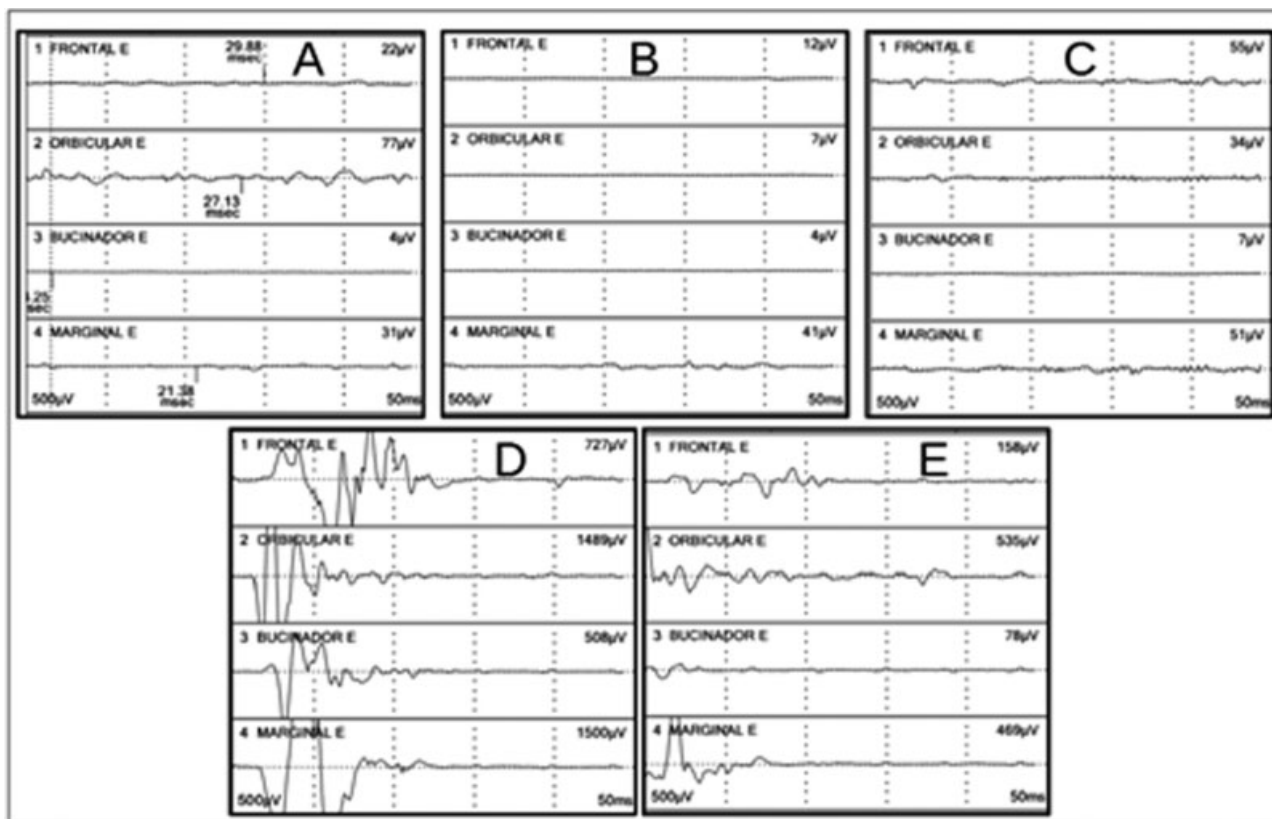 A
1 FRONTAL E 29.88 msec 22µV
2 ORBICULAR E 77µV
27.13 msec
3 BUCINADOR E 4µV
4 MARGINAL E 31µV
21.38 msec
500µV 50ms
B
1 FRONTAL E 12µV
2 ORBICULAR E 7µV
3 BUCINADOR E 4µV
4 MARGINAL E 41µV
500µV 50ms
C
1 FRONTAL E 55µV
2 ORBICULAR E 34µV
3 BUCINADOR E 7µV
4 MARGINAL E 51µV
500µV 50ms
D
1 FRONTAL E 727µV
2 ORBICULAR E 1489µV
3 BUCINADOR E 508µV
4 MARGINAL E 1500µV
500µV 50ms
E
1 FRONTAL E 158µV
2 ORBICULAR E 535µV
3 BUCINADOR E 78µV
4 MARGINAL E 469µV
500µV 50ms